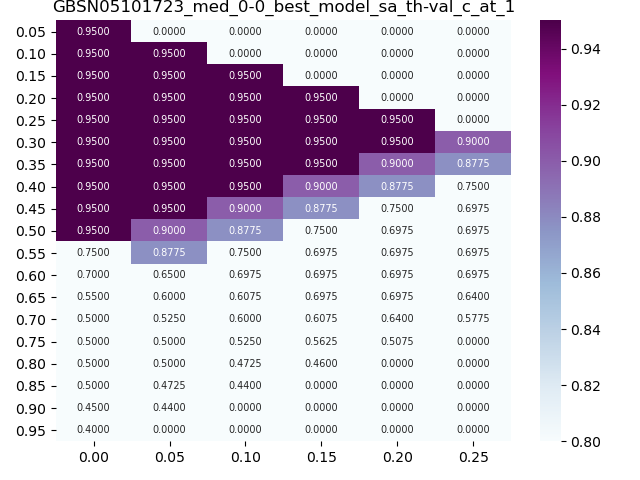 GBSN05101723_med_0-0_best_model_sa_th-val_c_at_1
0.05 0.9500 0.0000 0.0000 0.0000 0.0000 0.0000
0.10 0.9500 0.9500 0.0000 0.0000 0.0000 0.0000
0.15 0.9500 0.9500 0.9500 0.0000 0.0000 0.0000
0.20 0.9500 0.9500 0.9500 0.9500 0.0000 0.0000
0.25 0.9500 0.9500 0.9500 0.9500 0.9500 0.0000
0.30 0.9500 0.9500 0.9500 0.9500 0.9500 0.9000
0.35 0.9500 0.9500 0.9500 0.9500 0.9000 0.8775
0.40 0.9500 0.9500 0.9500 0.9000 0.8775 0.7500
0.45 0.9500 0.9500 0.9000 0.8775 0.7500 0.6975
0.50 0.9500 0.9000 0.8775 0.7500 0.6975 0.6975
0.55 0.7500 0.8775 0.7500 0.6975 0.6975 0.6975
0.60 0.7000 0.6500 0.6975 0.6975 0.6975 0.6975
0.65 0.5500 0.6000 0.6075 0.6975 0.6975 0.6400
0.70 0.5000 0.5250 0.6000 0.6075 0.6400 0.5775
0.75 0.5000 0.5000 0.5250 0.5625 0.5075 0.0000
0.80 0.5000 0.5000 0.4725 0.4600 0.0000 0.0000
0.85 0.5000 0.4725 0.4400 0.0000 0.0000 0.0000
0.90 0.4500 0.4400 0.0000 0.0000 0.0000 0.0000
0.95 0.4000 0.0000 0.0000 0.0000 0.0000 0.0000
0.00 0.05 0.10 0.15 0.20 0.25
0.94
0.92
0.90
0.88
0.86
0.84
0.82
0.80